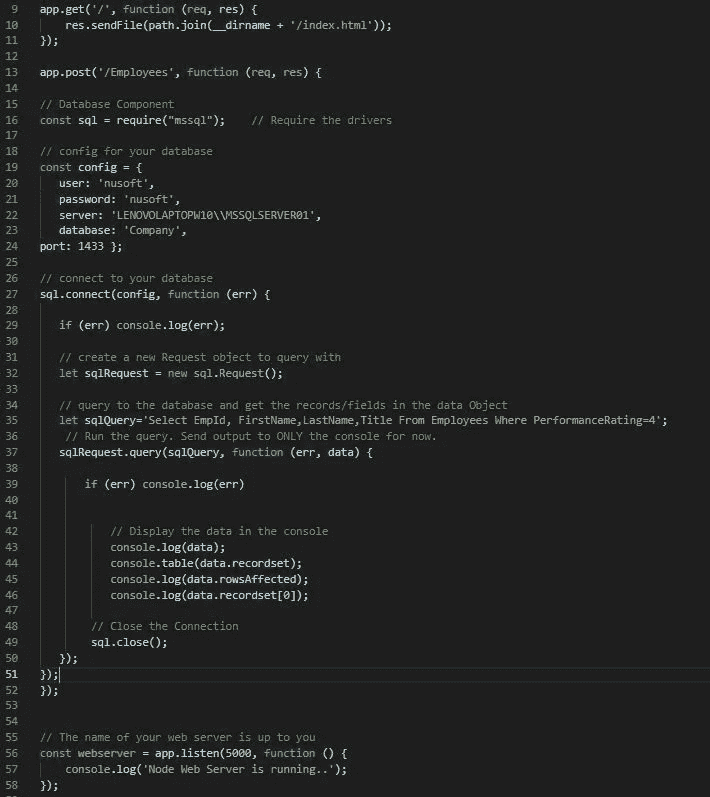 9 app.get('/', function (req, res) {
10 res.sendFile(path.join(__dirname + '/index.html'));
11 });
12
13 app.post('/Employees', function (req, res) {
14
15 // Database Component
16 const sql = require("mssql"); // Require the drivers
17
18 // config for your database
19 const config = {
20 user: 'nusoft',
21 password: 'nusoft',
22 server: 'LENOVOLAPTOPW10\\MSSQLSERVER01',
23 database: 'Company',
24 port: 1433 };
25
26 // connect to your database
27 sql.connect(config, function (err) {
28
29 if (err) console.log(err);
30
31 // create a new Request object to query with
32 let sqlRequest = new sql.Request();
33
34 // query to the database and get the records/fields in the data Object
35 let sqlQuery='Select EmpId, FirstName,LastName,Title From Employees Where PerformanceRating=4';
36 // Run the query. Send output to ONLY the console for now.
37 sqlRequest.query(sqlQuery, function (err, data) {
38
39 if (err) console.log(err)
40
41
42 // Display the data in the console
43 console.log(data);
44 console.table(data.recordset);
45 console.log(data.rowsAffected);
46 console.log(data.recordset[0]);
47
48 // Close the Connection
49 sql.close();
50 });
51 });
52 });
53
54
55 // The name of your web server is up to you
56 const webserver = app.listen(5000, function () {
57 console.log('Node Web Server is running..');
58 });